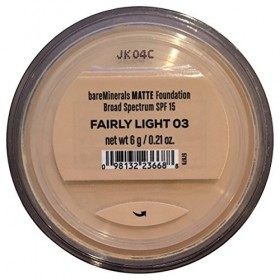 JK04C
bareMinerals MATTE Foundation
Broad Spectrum SPF 15
FAIRLY LIGHT 03
net wt 6 g / 0.21 oz.
0 98132 23668